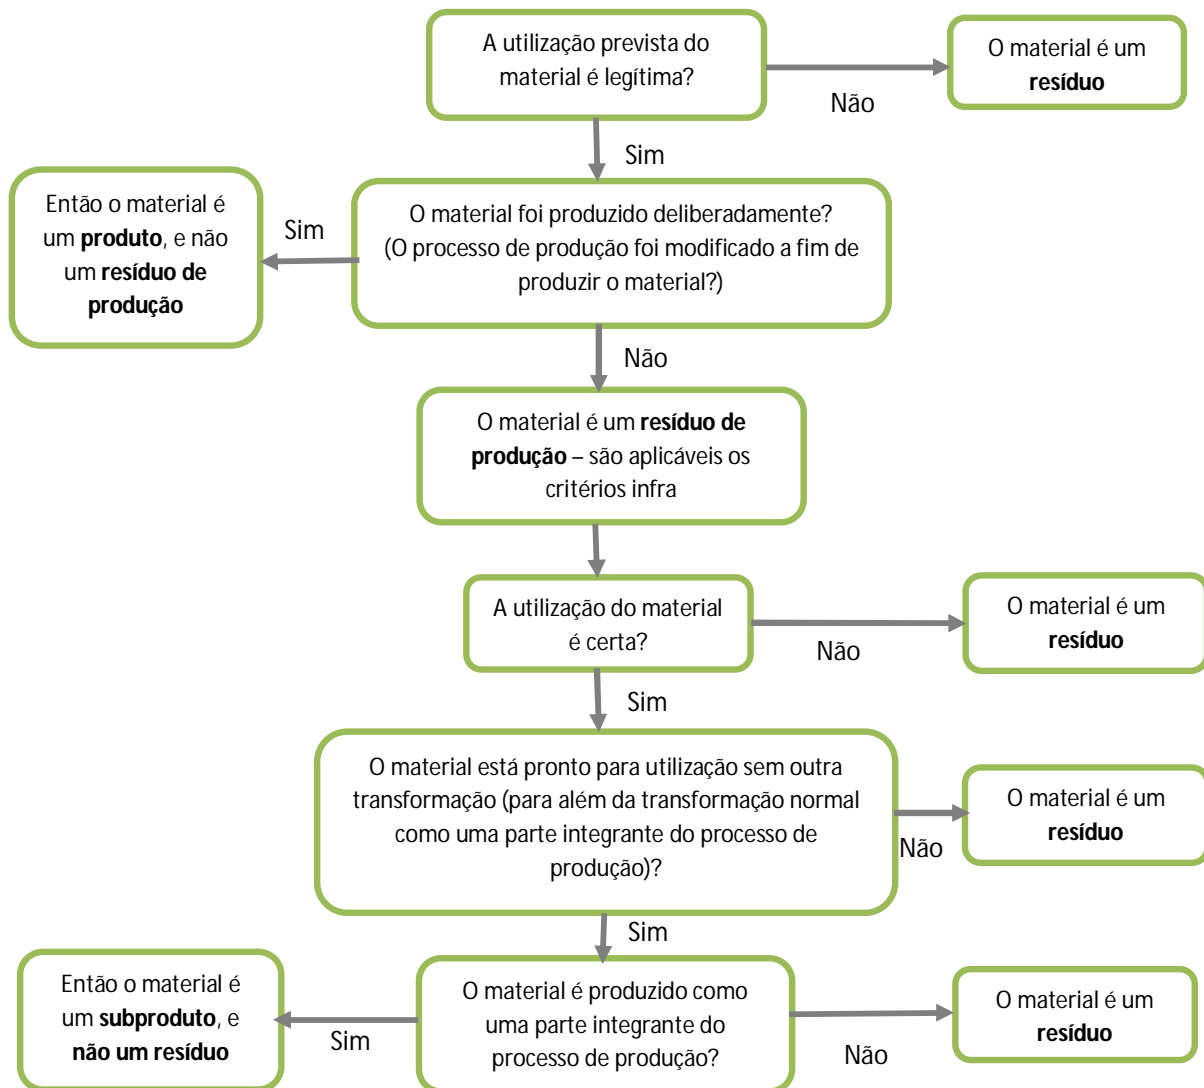 A utilização prevista do
material é legítima?
O material é um
resíduo
Não
Sim
Então o material é
um produto, e não
um resíduo de
produção
Sim
O material foi produzido deliberadamente?
(O processo de produção foi modificado a fim de
produzir o material?)
Não
O material é um resíduo de
produção – são aplicáveis os
critérios infra
A utilização do material
é certa?
O material é um
resíduo
Não
Sim
O material está pronto para utilização sem outra
transformação (para além da transformação normal
como uma parte integrante do processo de
produção)?
O material é um
resíduo
Não
Sim
Então o material é
um subproduto, e
não um resíduo
Sim
O material é produzido como
uma parte integrante do
processo de produção?
Não
O material é um
resíduo